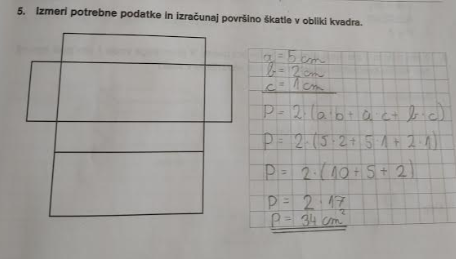 5. Izmeri potrebne podatke in izračunaj površino škatle v obliki kvadra.
a = 5 cm
b = 2 cm
c = 1 cm
P = 2·(a·b + a·c + b·c)
P = 2·(5·2 + 5·1 + 2·1)
P = 2·(10 + 5 + 2)
P = 2·17
P = 34 cm²